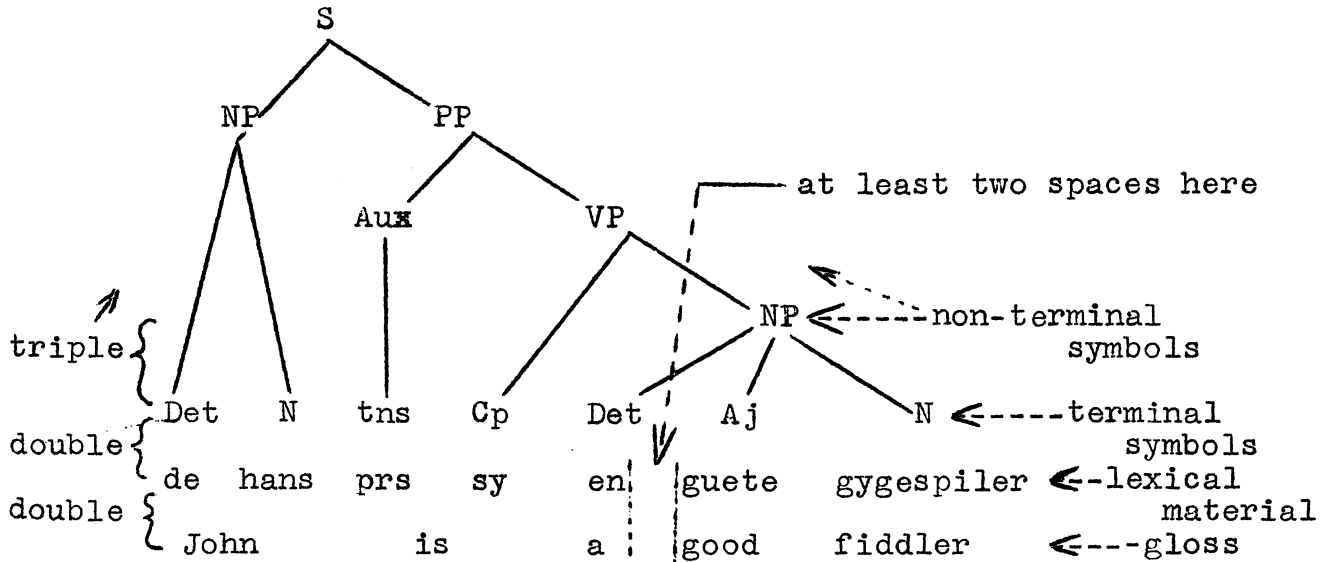 S
NP PP
at least two spaces here
Aux VP
NP non-terminal
triple symbols
Det N tns Cp Det Aj N terminal
double symbols
de hans prs sy en guete gygespiler lexical
double material
John is a good fiddler gloss